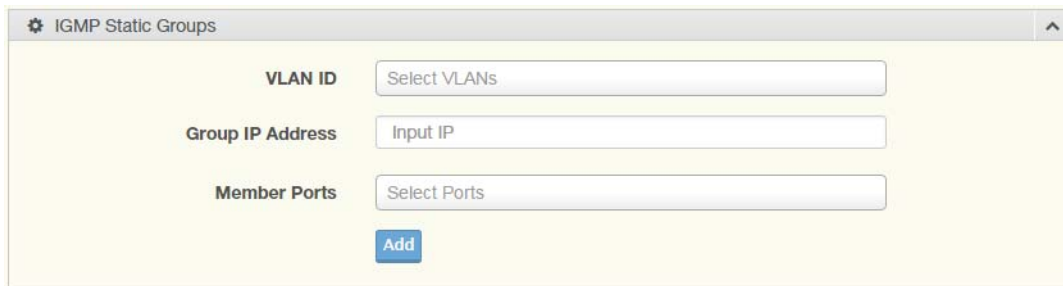 IGMP Static Groups
VLAN ID Select VLANs
Group IP Address Input IP
Member Ports Select Ports
Add